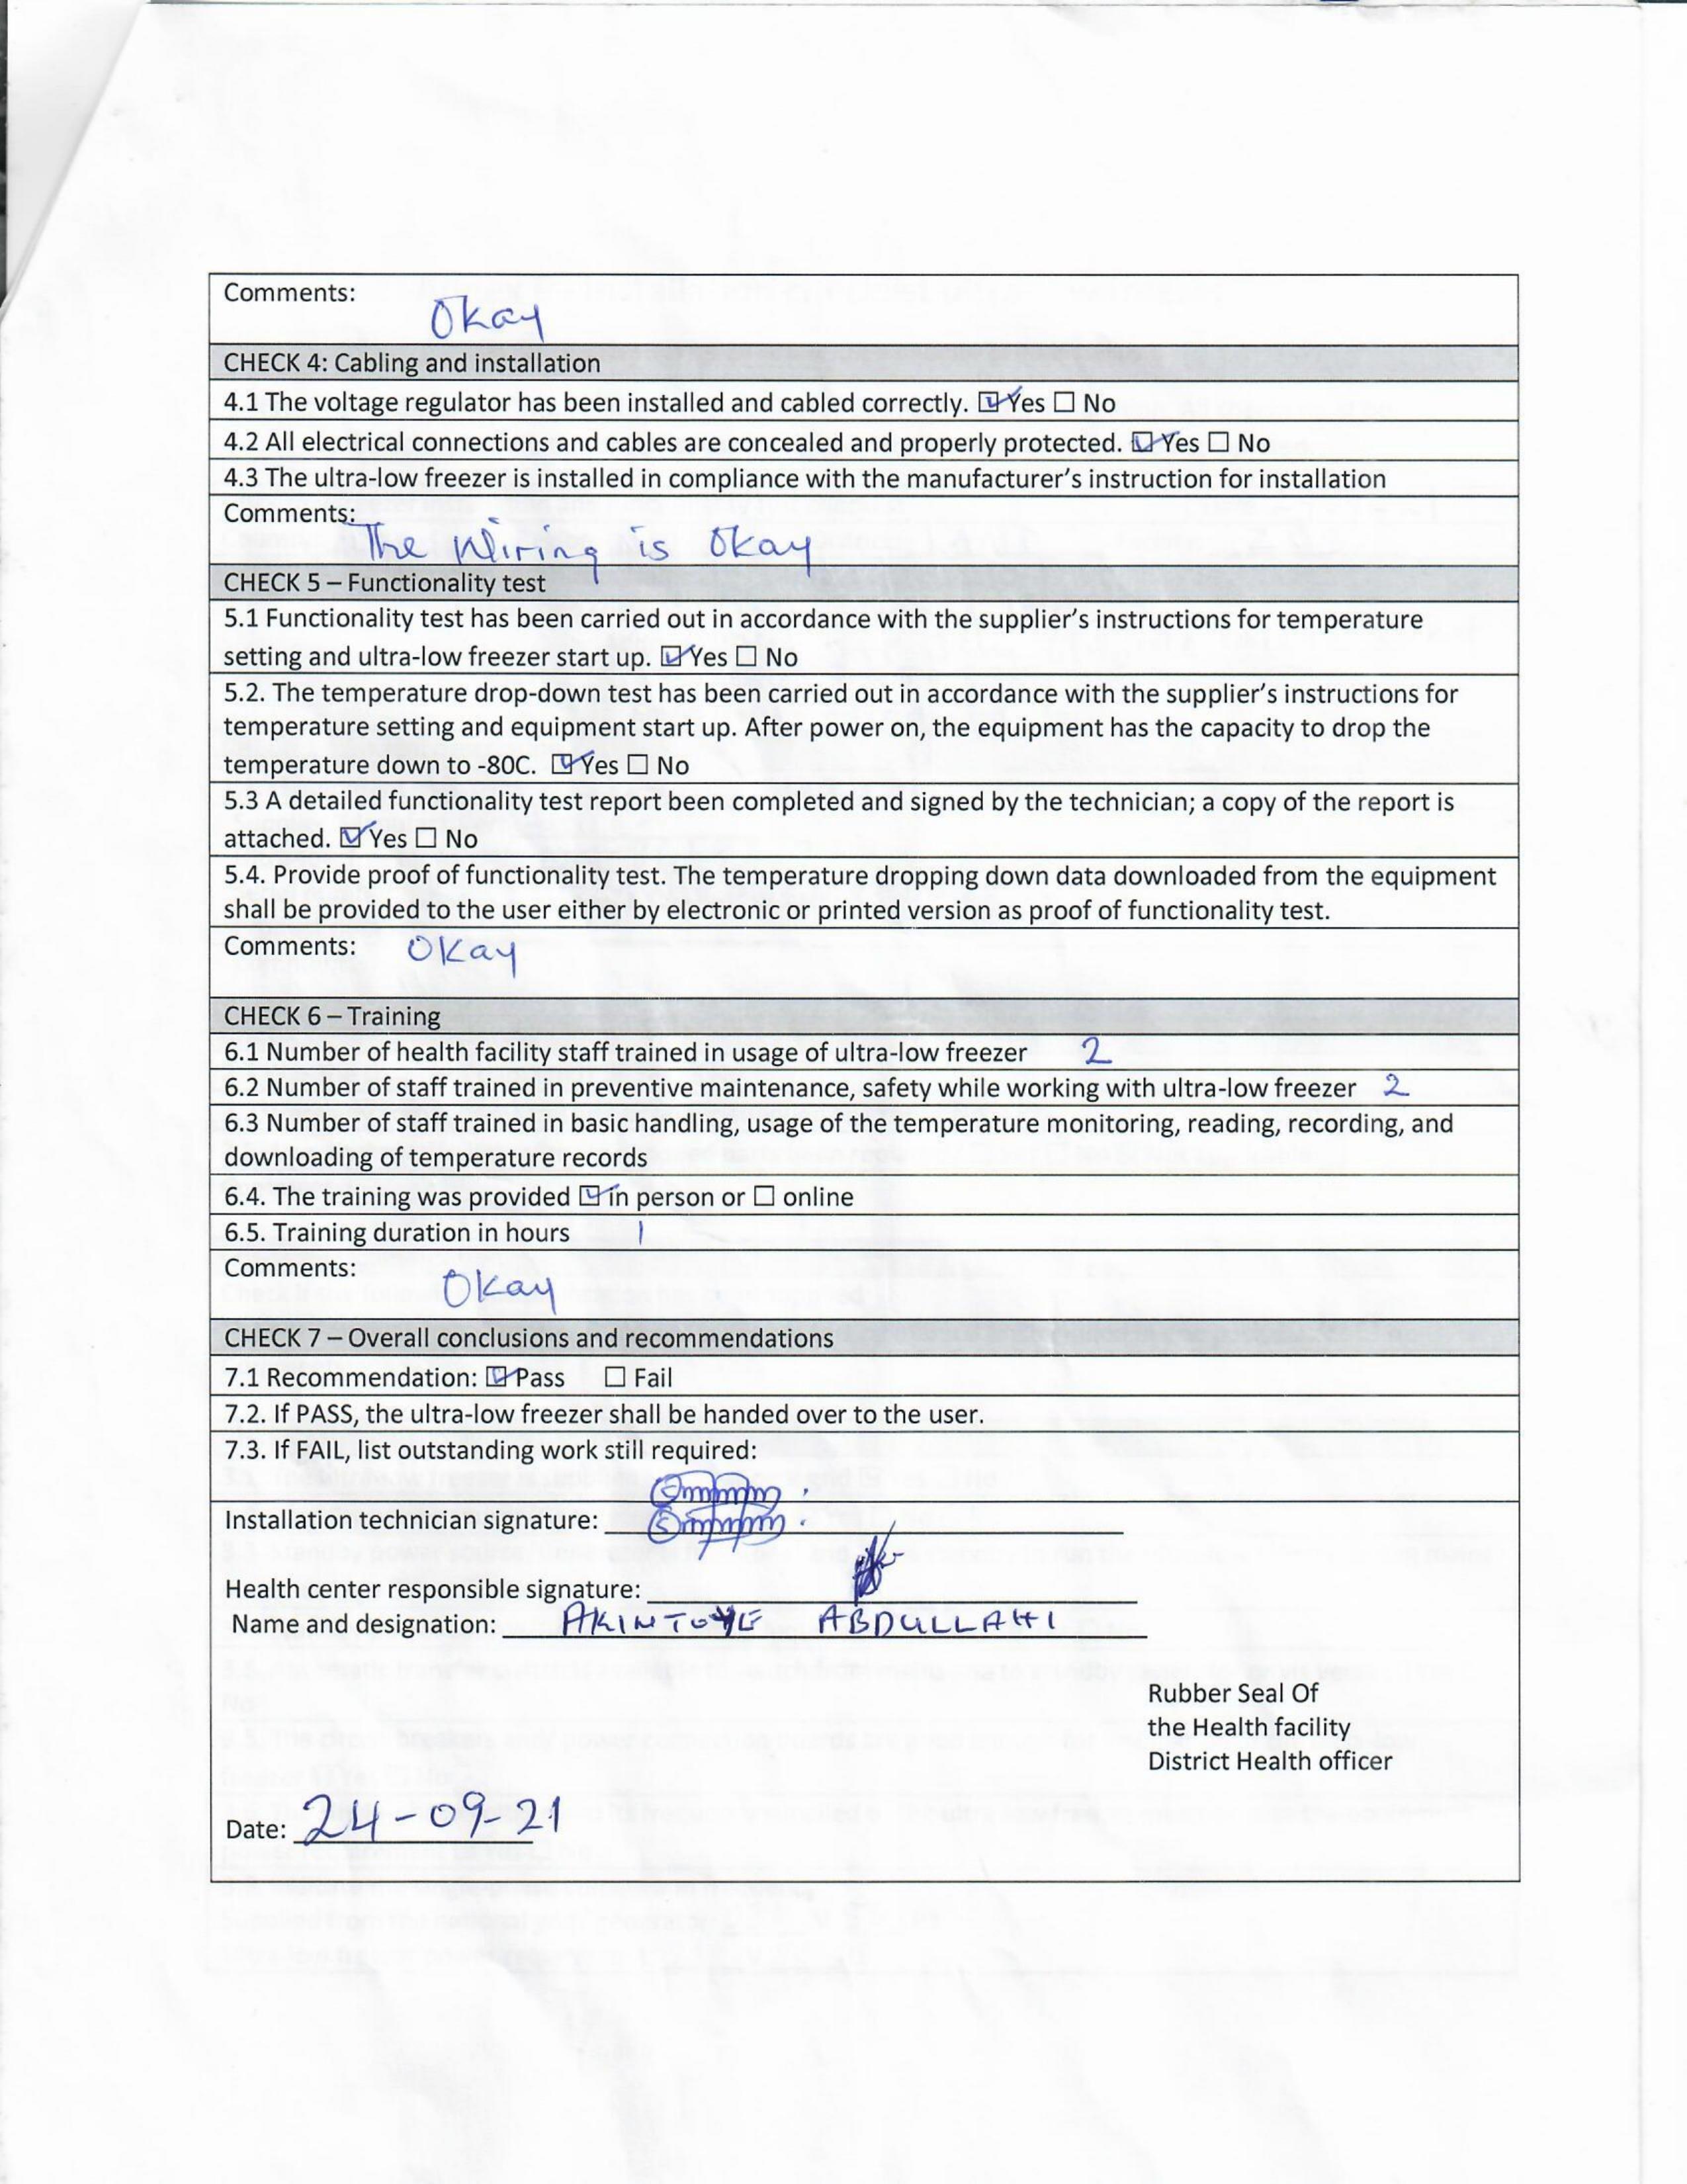 Comments:
Okay
CHECK 4: Cabling and installation
4.1 The voltage regulator has been installed and cabled correctly. ☑ Yes ☐ No
4.2 All electrical connections and cables are concealed and properly protected. ☑ Yes ☐ No
4.3 The ultra-low freezer is installed in compliance with the manufacturer's instruction for installation
Comments:
The Wiring is Okay
CHECK 5 – Functionality test
5.1 Functionality test has been carried out in accordance with the supplier's instructions for temperature
setting and ultra-low freezer start up. ☑ Yes ☐ No
5.2. The temperature drop-down test has been carried out in accordance with the supplier's instructions for
temperature setting and equipment start up. After power on, the equipment has the capacity to drop the
temperature down to -80C. ☑ Yes ☐ No
5.3 A detailed functionality test report been completed and signed by the technician; a copy of the report is
attached. ☑ Yes ☐ No
5.4. Provide proof of functionality test. The temperature dropping down data downloaded from the equipment
shall be provided to the user either by electronic or printed version as proof of functionality test.
Comments: Okay
CHECK 6 – Training
6.1 Number of health facility staff trained in usage of ultra-low freezer 2
6.2 Number of staff trained in preventive maintenance, safety while working with ultra-low freezer 2
6.3 Number of staff trained in basic handling, usage of the temperature monitoring, reading, recording, and
downloading of temperature records
6.4. The training was provided ☑ in person or ☐ online
6.5. Training duration in hours 1
Comments:
Okay
CHECK 7 – Overall conclusions and recommendations
7.1 Recommendation: ☑ Pass ☐ Fail
7.2. If PASS, the ultra-low freezer shall be handed over to the user.
7.3. If FAIL, list outstanding work still required:
Installation technician signature:
Health center responsible signature:
Name and designation: AKINTOYE ABDULLAHI
Rubber Seal Of
the Health facility
District Health officer
Date: 24-09-21